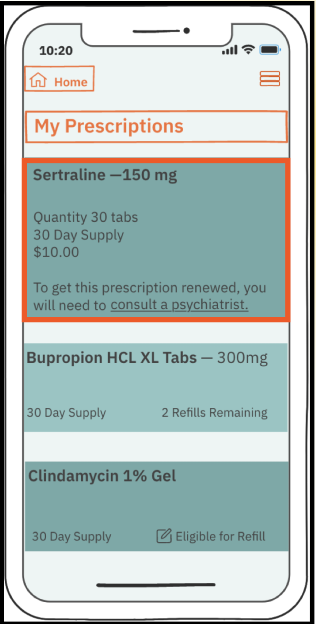 10:20
Home
My Prescriptions
Sertraline —150 mg
Quantity 30 tabs
30 Day Supply
$10.00
To get this prescription renewed, you
will need to consult a psychiatrist.
Bupropion HCL XL Tabs — 300mg
30 Day Supply 2 Refills Remaining
Clindamycin 1% Gel
30 Day Supply Eligible for Refill